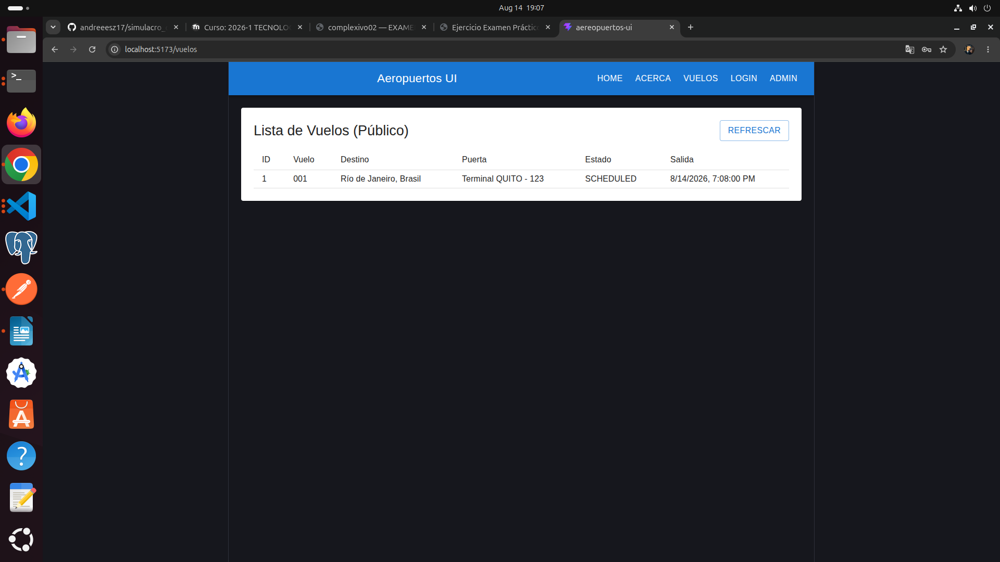 Aug 14 19:07
andreeesz17/simulacro_
Curso: 2026-1 TECNOLO
complexivo02 — EXAME
Ejercicio Examen Práctic
aereopuertos-ui
localhost:5173/vuelos
Aeropuertos UI
HOME ACERCA VUELOS LOGIN ADMIN
Lista de Vuelos (Público)
REFRESCAR
ID Vuelo Destino Puerta Estado Salida
1 001 Río de Janeiro, Brasil Terminal QUITO - 123 SCHEDULED 8/14/2026, 7:08:00 PM